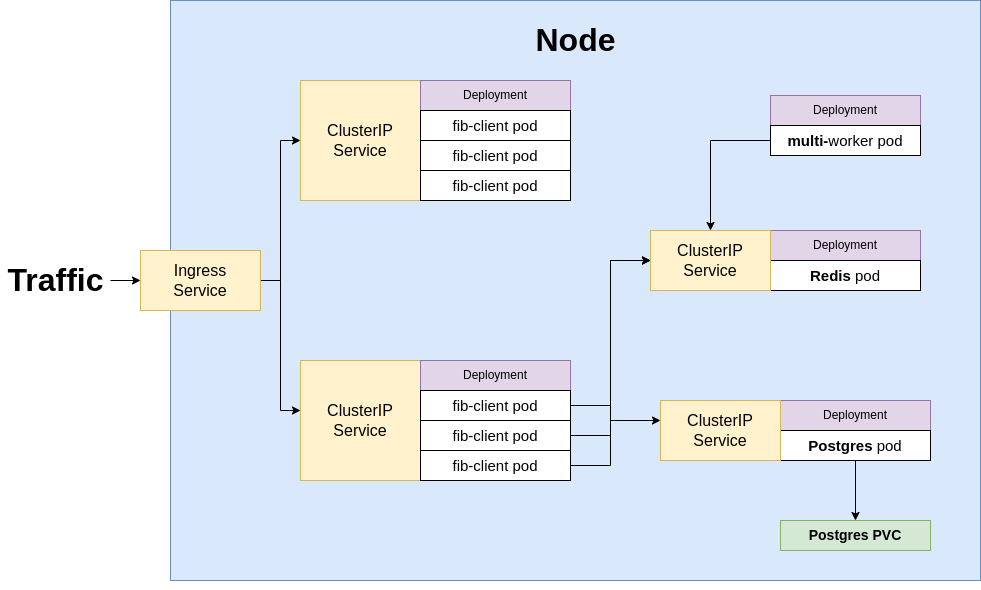 Node
Traffic
Ingress
Service
ClusterIP
Service
Deployment
fib-client pod
fib-client pod
fib-client pod
ClusterIP
Service
Deployment
fib-client pod
fib-client pod
fib-client pod
Deployment
multi-worker pod
ClusterIP
Service
Deployment
Redis pod
ClusterIP
Service
Deployment
Postgres pod
Postgres PVC